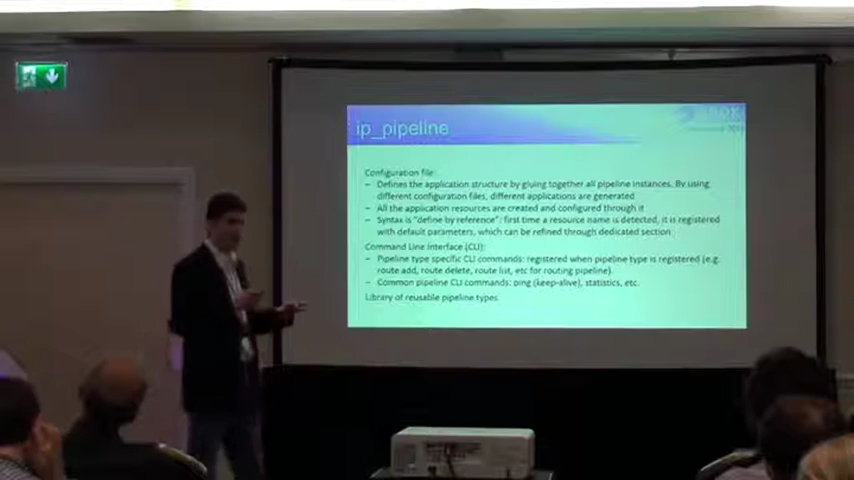 ip_pipeline
Configuration file:
– Defines the application structure by gluing together all pipeline instances. By using
different configuration files, different applications are generated
– All the application resources are created and configured through it
– Syntax is "define by reference": first time a resource name is detected, it is registered
with default parameters, which can be refined through dedicated section
Command Line Interface (CLI):
– Pipeline type specific CLI commands: registered when pipeline type is registered (e.g.
route add, route delete, route list, etc for routing pipeline)
– Common pipeline CLI commands: ping (keep-alive), statistics, etc.
Library of reusable pipeline types